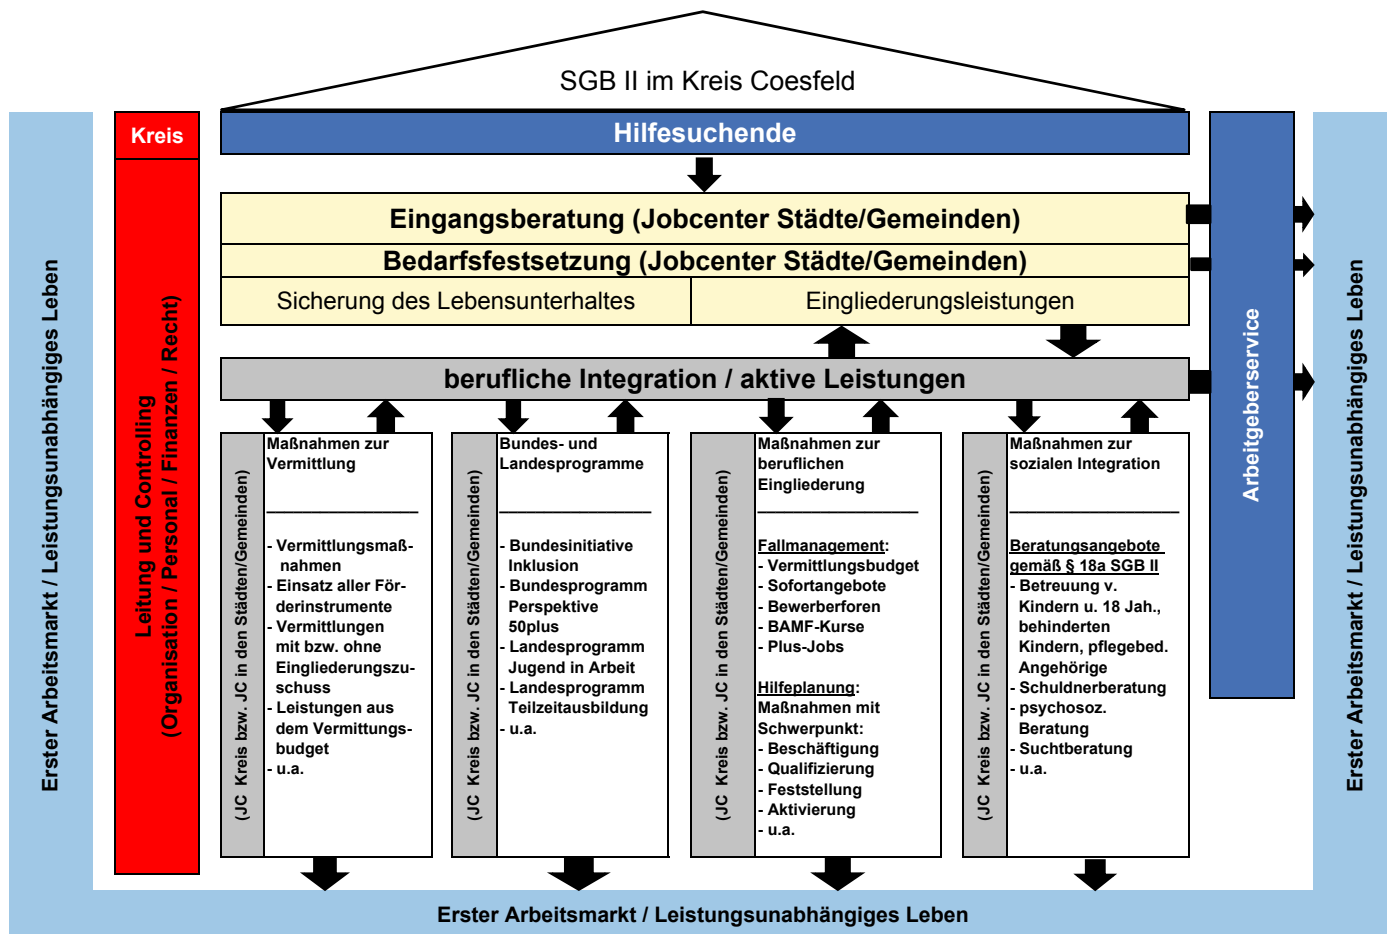 SGB II im Kreis Coesfeld
Hilfesuchende
Kreis
Eingangsberatung (Jobcenter Städte/Gemeinden)
Bedarfsfestsetzung (Jobcenter Städte/Gemeinden)
Sicherung des Lebensunterhaltes
Eingliederungsleistungen
berufliche Integration / aktive Leistungen
Erster Arbeitsmarkt / Leistungsunabhängiges Leben
Leitung und Controlling
(Organisation / Personal / Finanzen / Recht)
(JC Kreis bzw. JC in den Städten/Gemeinden)
Maßnahmen zur
Vermittlung
- Vermittlungsmaß-
nahmen
- Einsatz aller För-
derinstrumente
- Vermittlungen
mit bzw. ohne
Eingliederungszu-
schuss
- Leistungen aus
dem Vermittungs-
budget
- u.a.
(JC Kreis bzw. JC in den Städten/Gemeinden)
Bundes- und
Landesprogramme
- Bundesinitiative
Inklusion
- Bundesprogramm
Perspektive
50plus
- Landesprogramm
Jugend in Arbeit
- Landesprogramm
Teilzeitausbildung
- u.a.
(JC Kreis bzw. JC in den Städten/Gemeinden)
Maßnahmen zur
beruflichen
Eingliederung
Fallmanagement:
- Vermittlungsbudget
- Sofortangebote
- Bewerberforen
- BAMF-Kurse
- Plus-Jobs
Hilfeplanung:
Maßnahmen mit
Schwerpunkt:
- Beschäftigung
- Qualifizierung
- Feststellung
- Aktivierung
- u.a.
(JC Kreis bzw. JC in den Städten/Gemeinden)
Maßnahmen zur
sozialen Integration
Beratungsangebote
gemäß § 18a SGB II
- Betreuung v.
Kindern u. 18 Jah.,
behinderten
Kindern, pflegebed.
Angehörige
- Schuldnerberatung
- psychosoz.
Beratung
- Suchtberatung
- u.a.
Arbeitgeberservice
Erster Arbeitsmarkt / Leistungsunabhängiges Leben
Erster Arbeitsmarkt / Leistungsunabhängiges Leben